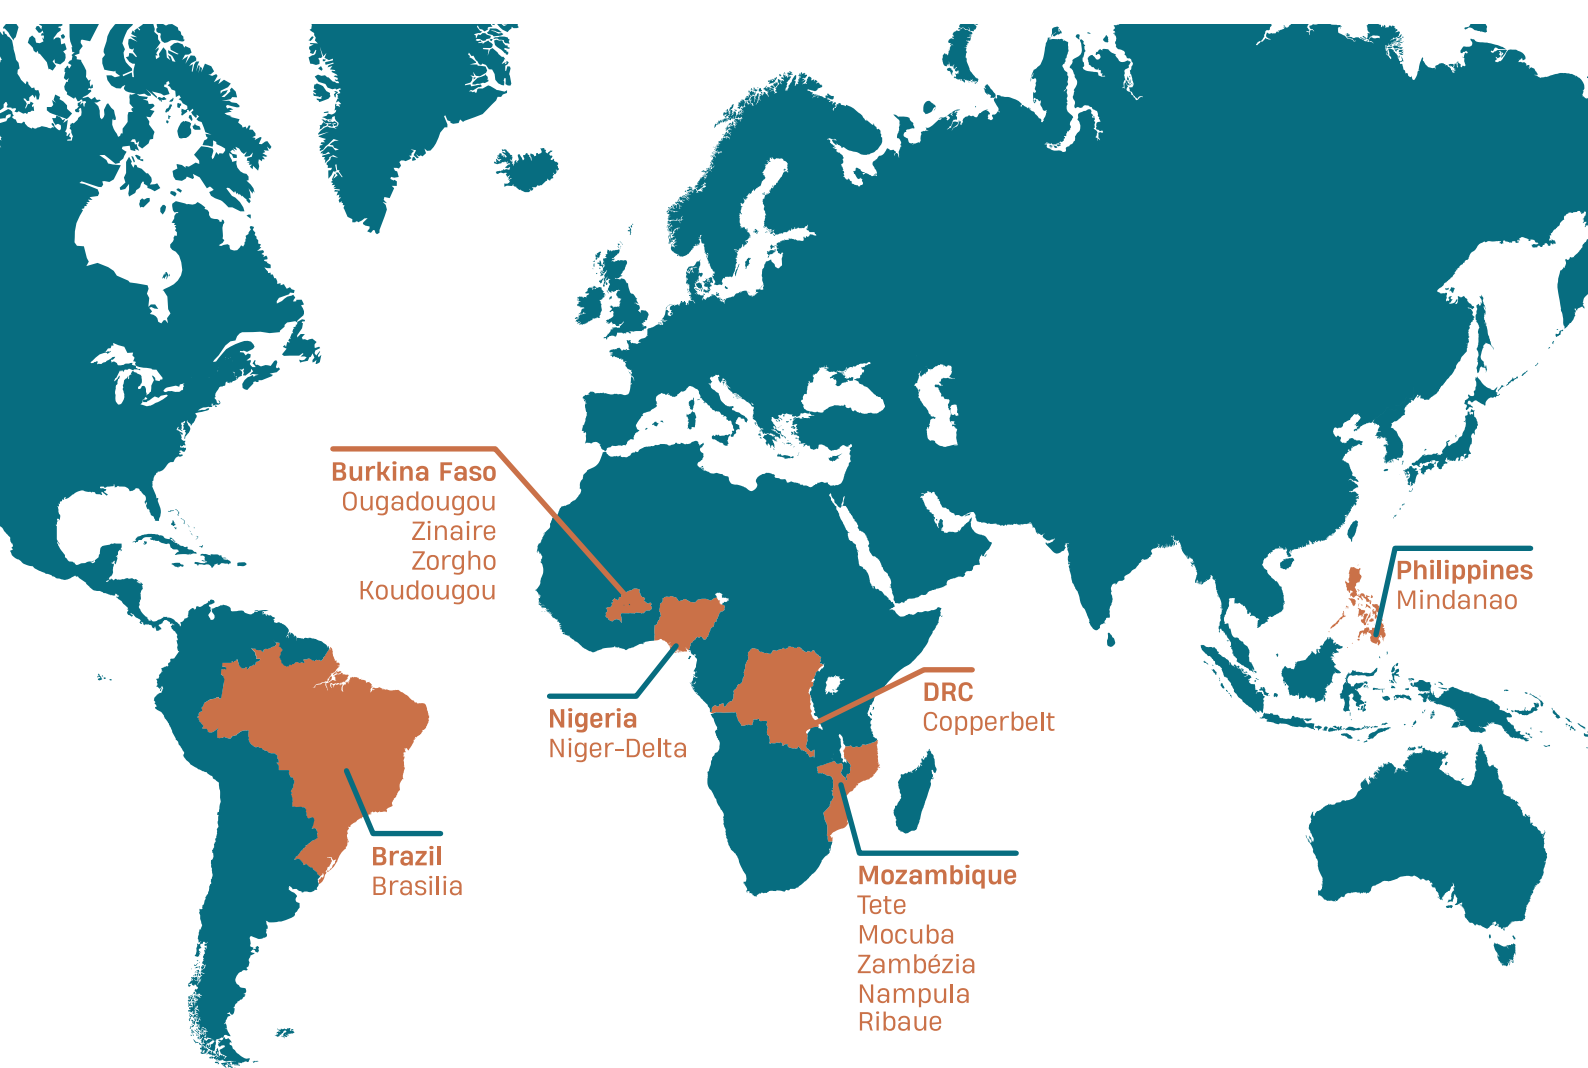 Burkina Faso
Ougadougou
Zinaire
Zorgho
Koudougou
Philippines
Mindanao
Nigeria
Niger-Delta
DRC
Copperbelt
Brazil
Brasilia
Mozambique
Tete
Mocuba
Zambézia
Nampula
Ribaue